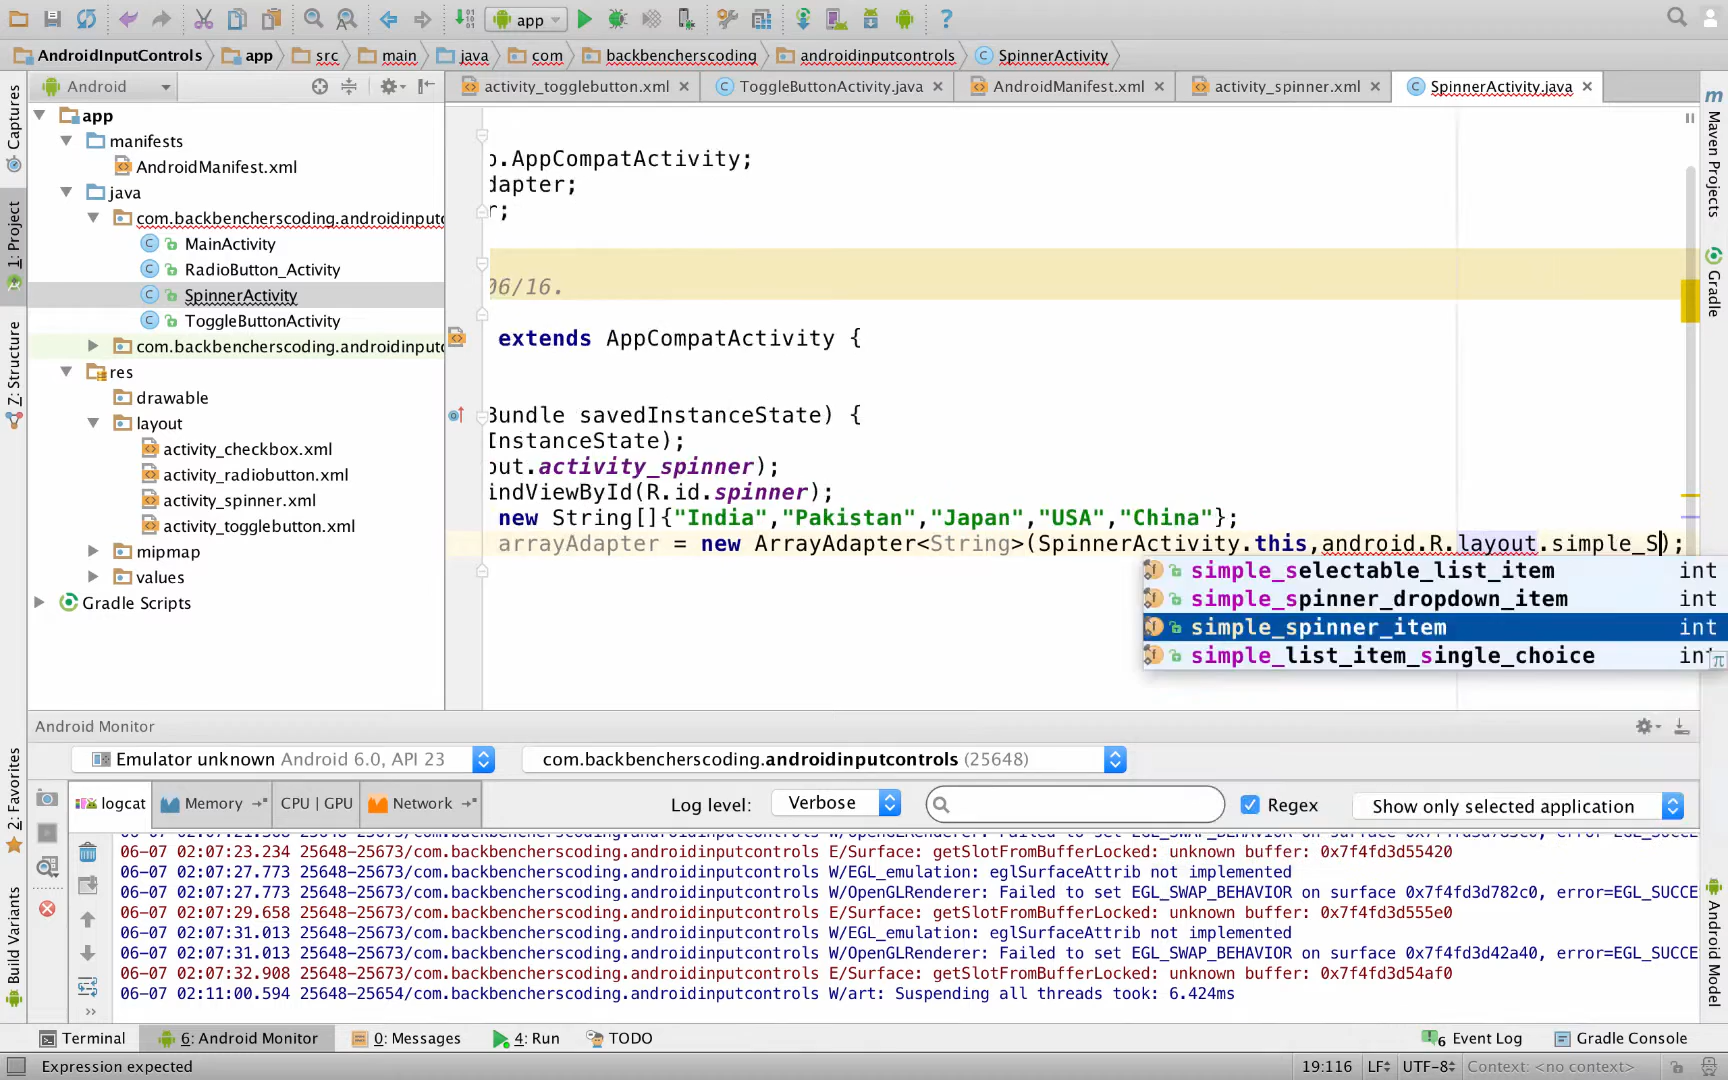 app
AndroidInputControls app src main java com backbencherscoding androidinputcontrols SpinnerActivity
Android
activity_togglebutton.xml ToggleButtonActivity.java AndroidManifest.xml activity_spinner.xml SpinnerActivity.java
app
manifests
AndroidManifest.xml
java
com.backbencherscoding.androidinputc
MainActivity
RadioButton_Activity
SpinnerActivity
ToggleButtonActivity
com.backbencherscoding.androidinputc
res
drawable
layout
activity_checkbox.xml
activity_radiobutton.xml
activity_spinner.xml
activity_togglebutton.xml
mipmap
values
Gradle Scripts
Captures
1: Project
Z: Structure
2: Favorites
Build Variants
p.AppCompatActivity;
dapter;
r;
06/16.
extends AppCompatActivity {
Bundle savedInstanceState) {
InstanceState);
out.activity_spinner);
indViewById(R.id.spinner);
new String[]{"India","Pakistan","Japan","USA","China"};
arrayAdapter = new ArrayAdapter<String>(SpinnerActivity.this,android.R.layout.simple_S);
simple_selectable_list_item int
simple_spinner_dropdown_item int
simple_spinner_item int
simple_list_item_single_choice int
π
Maven Projects
Gradle
Android Model
Android Monitor
Emulator unknown Android 6.0, API 23 com.backbencherscoding.androidinputcontrols (25648)
logcat Memory CPU | GPU Network Log level: Verbose Regex Show only selected application
06-07 02:07:23.234 25648-25673/com.backbencherscoding.androidinputcontrols E/Surface: getSlotFromBufferLocked: unknown buffer: 0x7f4fd3d55420
06-07 02:07:27.773 25648-25673/com.backbencherscoding.androidinputcontrols W/EGL_emulation: eglSurfaceAttrib not implemented
06-07 02:07:27.773 25648-25673/com.backbencherscoding.androidinputcontrols W/OpenGLRenderer: Failed to set EGL_SWAP_BEHAVIOR on surface 0x7f4fd3d782c0, error=EGL_SUCCE
06-07 02:07:29.658 25648-25673/com.backbencherscoding.androidinputcontrols E/Surface: getSlotFromBufferLocked: unknown buffer: 0x7f4fd3d555e0
06-07 02:07:31.013 25648-25673/com.backbencherscoding.androidinputcontrols W/EGL_emulation: eglSurfaceAttrib not implemented
06-07 02:07:31.013 25648-25673/com.backbencherscoding.androidinputcontrols W/OpenGLRenderer: Failed to set EGL_SWAP_BEHAVIOR on surface 0x7f4fd3d42a40, error=EGL_SUCCE
06-07 02:07:32.908 25648-25673/com.backbencherscoding.androidinputcontrols E/Surface: getSlotFromBufferLocked: unknown buffer: 0x7f4fd3d54af0
06-07 02:11:00.594 25648-25654/com.backbencherscoding.androidinputcontrols W/art: Suspending all threads took: 6.424ms
Terminal 6: Android Monitor 0: Messages 4: Run TODO 6 Event Log Gradle Console
Expression expected 19:116 LF UTF-8 Context: <no context>